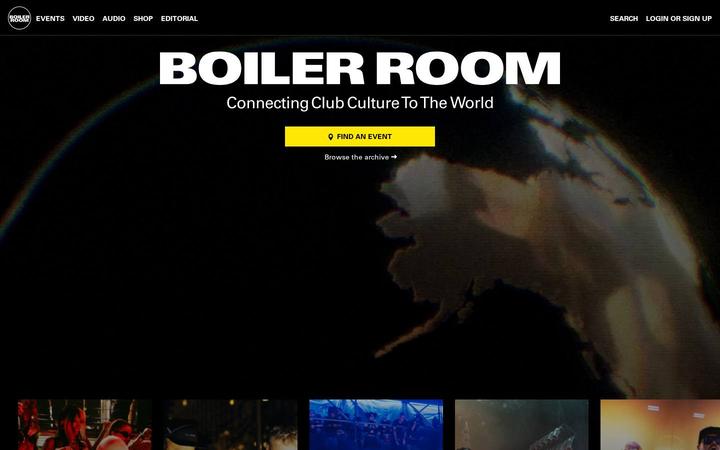 BOILER ROOM
EVENTS
VIDEO
AUDIO
SHOP
EDITORIAL
SEARCH
LOGIN OR SIGN UP
BOILER ROOM
Connecting Club Culture To The World
FIND AN EVENT
Browse the archive →